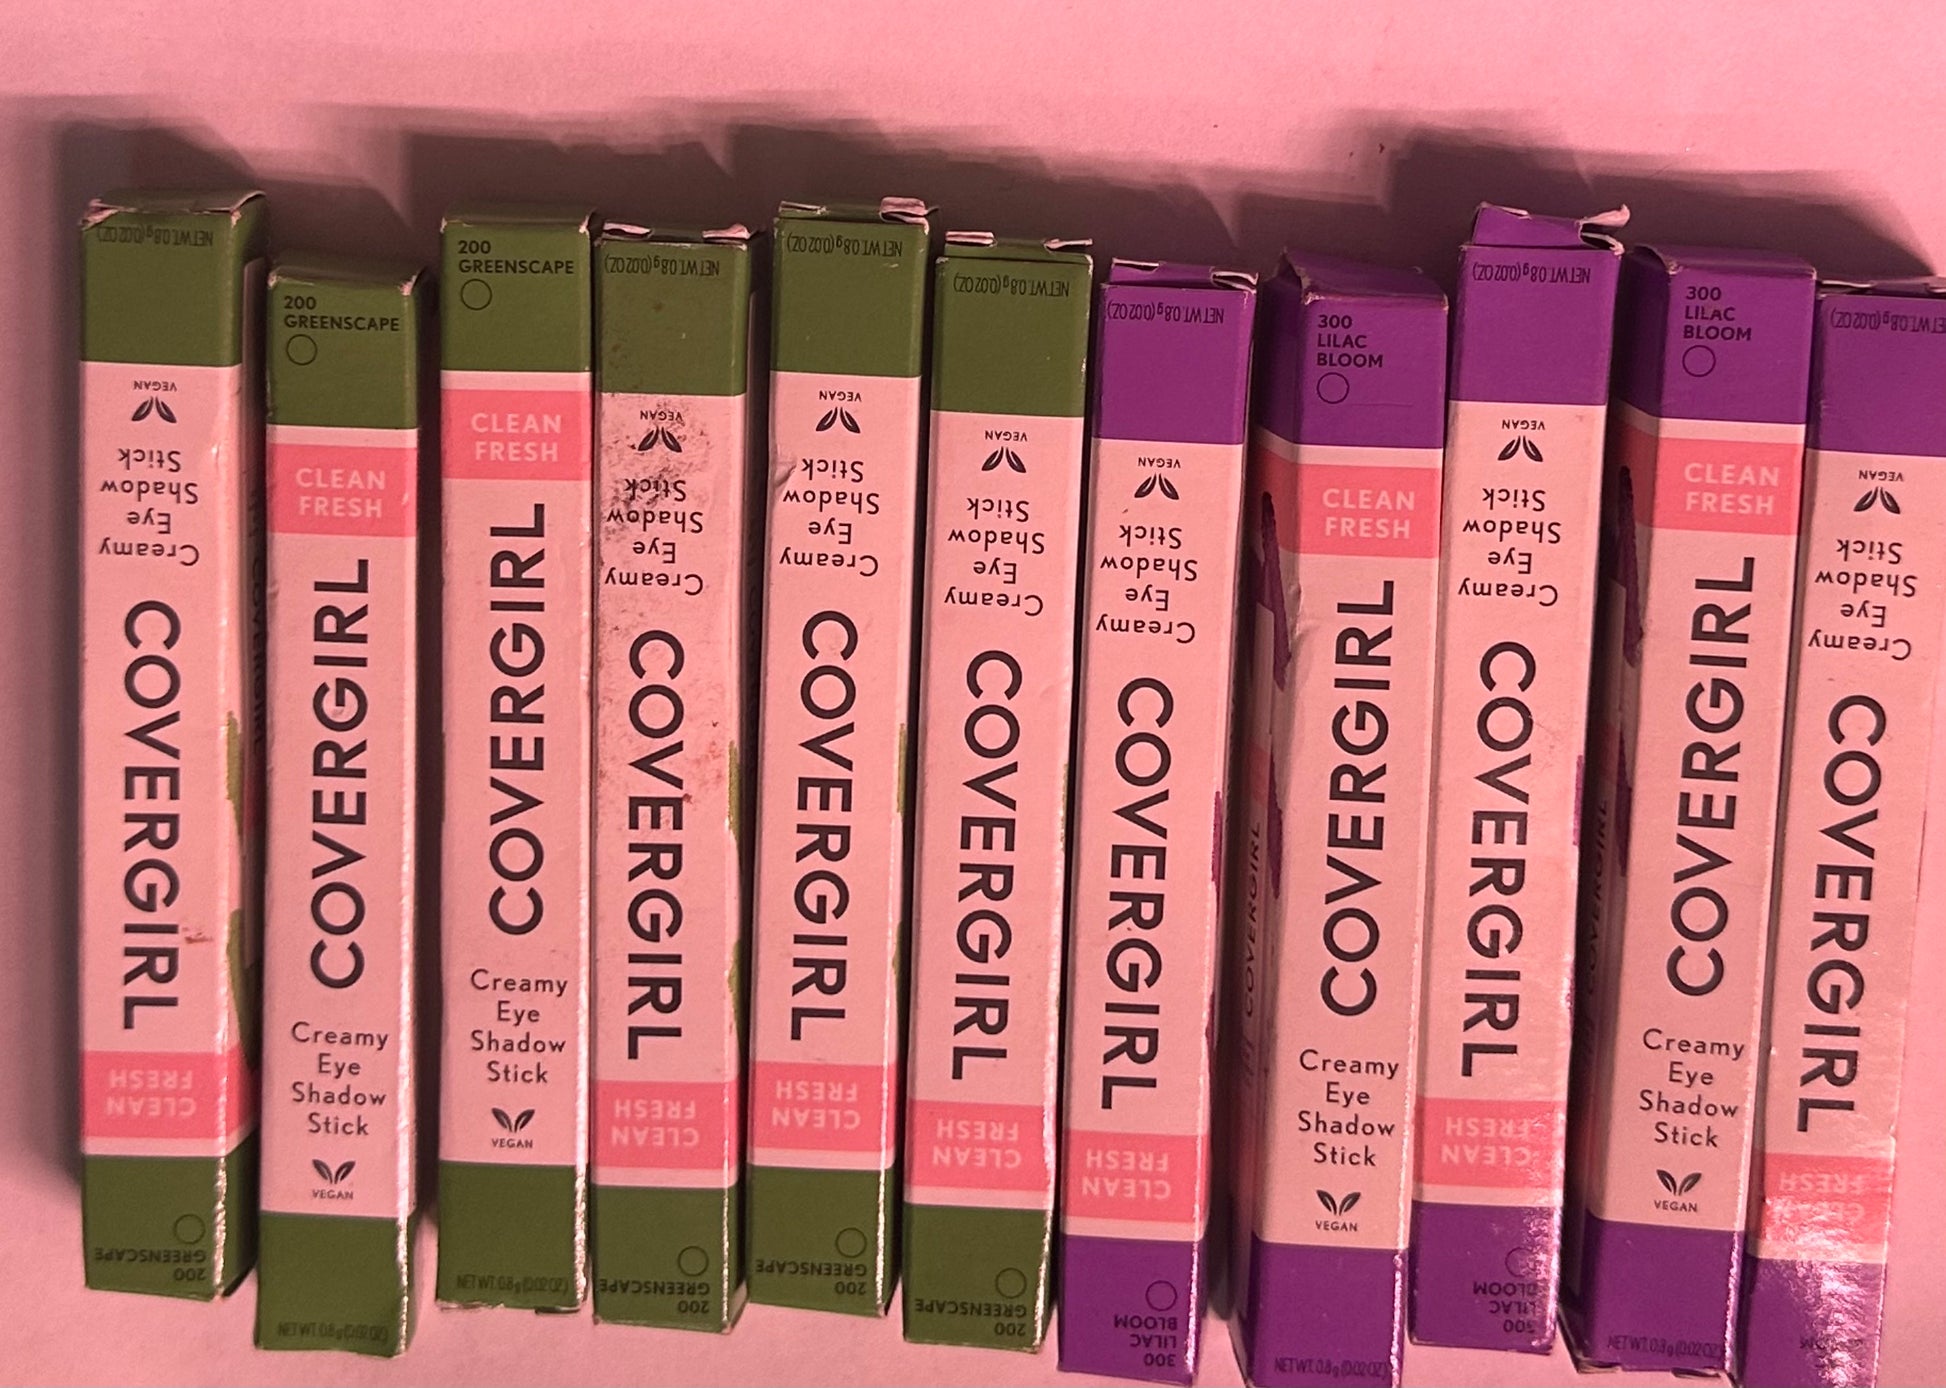 NET WT. 0.8g (0.02 OZ)
VEGAN
Creamy
Eye
Shadow
Stick
COVERGIRL
CLEAN
FRESH
200
GREENSCAPE
200
GREENSCAPE
CLEAN
FRESH
COVERGIRL
Creamy
Eye
Shadow
Stick
VEGAN
NET WT. 0.8g (0.02 OZ)
200
GREENSCAPE
CLEAN
FRESH
COVERGIRL
Creamy
Eye
Shadow
Stick
VEGAN
NET WT. 0.8g (0.02 OZ)
NET WT. 0.8g (0.02 OZ)
VEGAN
Creamy
Eye
Shadow
Stick
COVERGIRL
CLEAN
FRESH
200
GREENSCAPE
NET WT. 0.8g (0.02 OZ)
VEGAN
Creamy
Eye
Shadow
Stick
COVERGIRL
CLEAN
FRESH
200
GREENSCAPE
NET WT. 0.8g (0.02 OZ)
VEGAN
Creamy
Eye
Shadow
Stick
COVERGIRL
CLEAN
FRESH
200
GREENSCAPE
NET WT. 0.8g (0.02 OZ)
VEGAN
Creamy
Eye
Shadow
Stick
COVERGIRL
CLEAN
FRESH
300
LILAC
BLOOM
COVERGIRL
300
LILAC
BLOOM
CLEAN
FRESH
COVERGIRL
Creamy
Eye
Shadow
Stick
VEGAN
NET WT. 0.8g (0.02 OZ)
NET WT. 0.8g (0.02 OZ)
VEGAN
Creamy
Eye
Shadow
Stick
COVERGIRL
CLEAN
FRESH
300
LILAC
BLOOM
COVERGIRL
300
LILAC
BLOOM
CLEAN
FRESH
COVERGIRL
Creamy
Eye
Shadow
Stick
VEGAN
NET WT. 0.8g (0.02 OZ)
NET WT. 0.8g (0.02 OZ)
VEGAN
Creamy
Eye
Shadow
Stick
COVERGIRL
CLEAN
FRESH